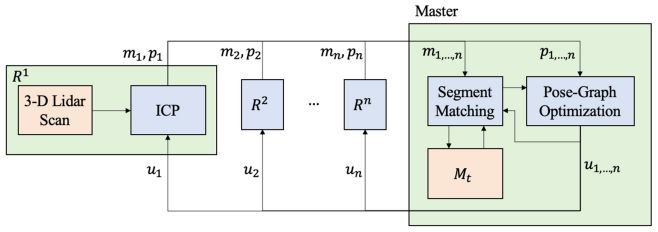 Master
m₁, p₁
m₂, p₂
mₙ, pₙ
m₁,...,ₙ
p₁,...,ₙ
R¹
3-D Lidar
Scan
ICP
R²
...
Rⁿ
Segment
Matching
Pose-Graph
Optimization
Mₜ
u₁
u₂
uₙ
u₁,...,ₙ